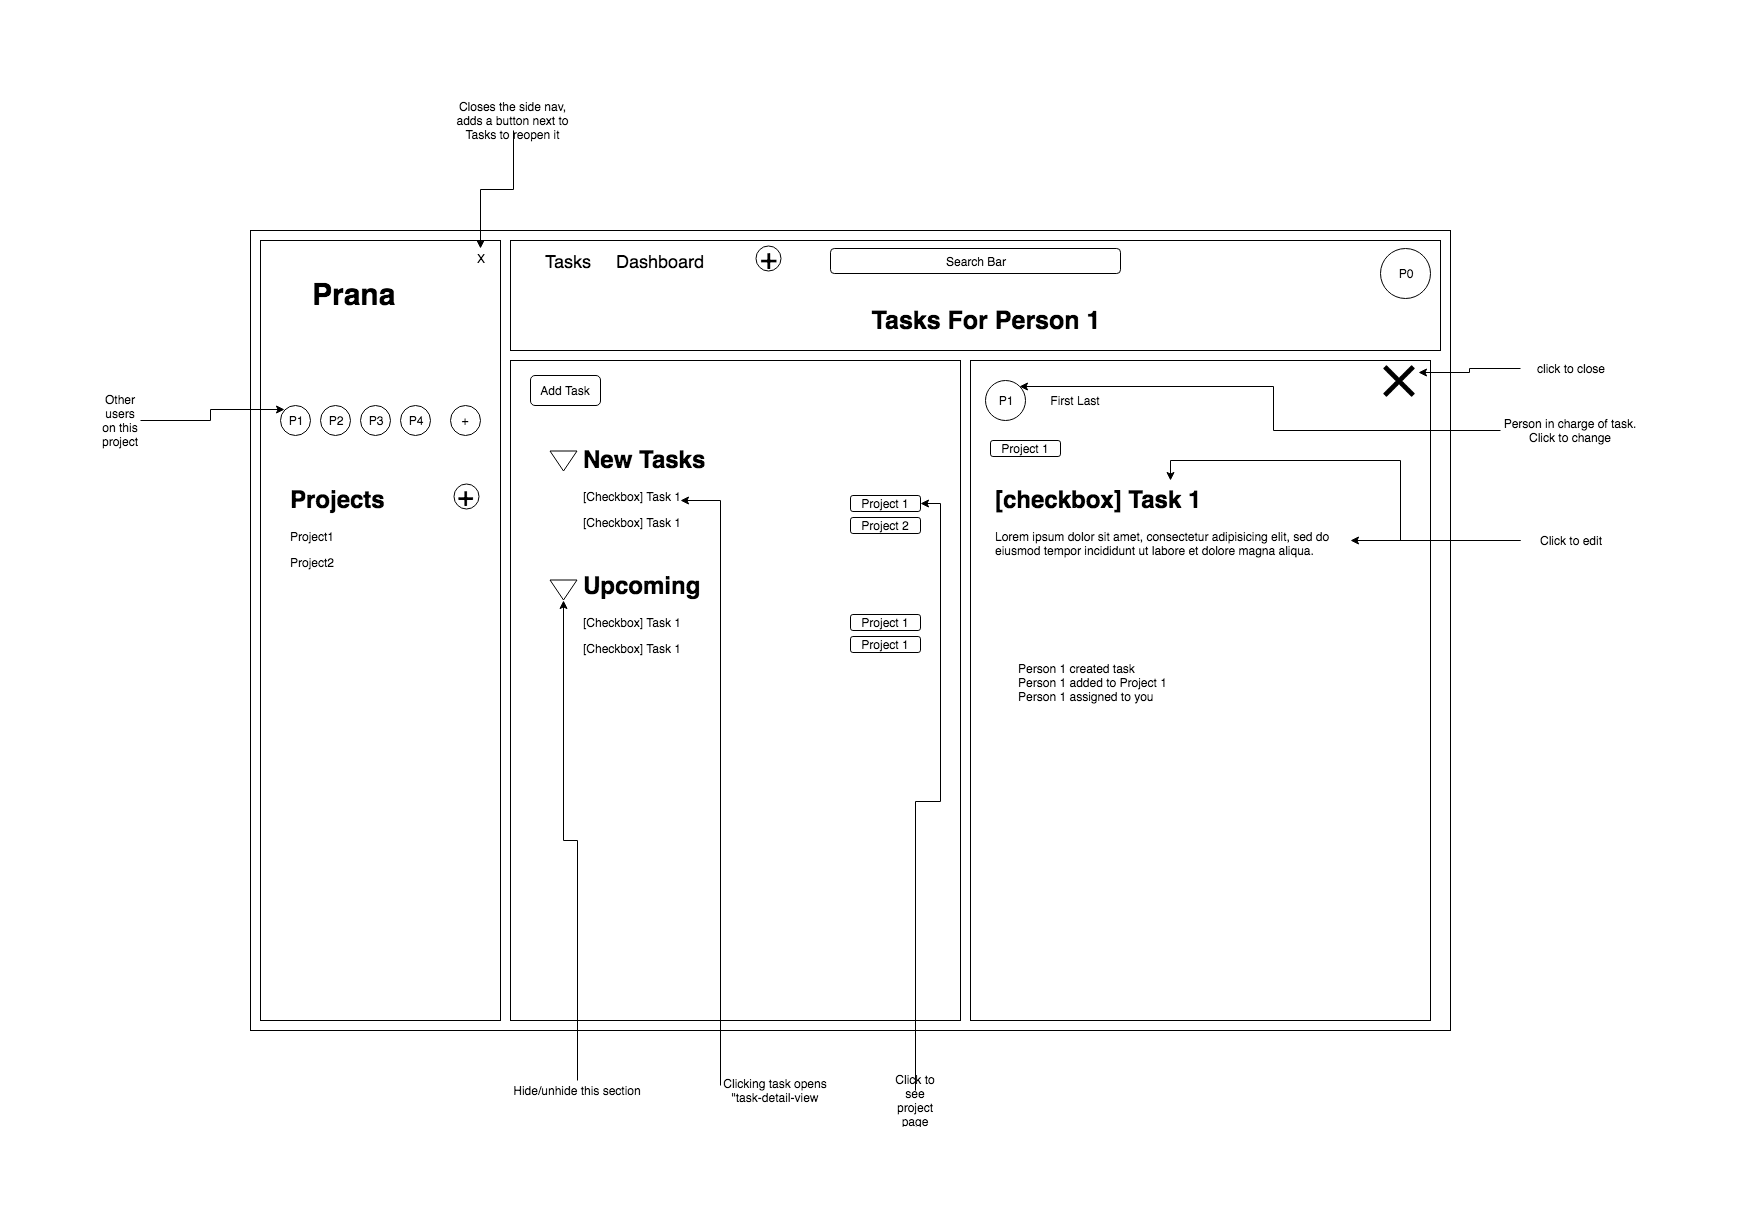 Closes the side nav,
adds a button next to
Tasks to reopen it
X
Prana
Other
users
on this
project
P1 P2 P3 P4 +
Projects +
Project1
Project2
Tasks Dashboard + Search Bar P0
Tasks For Person 1
Add Task
New Tasks
[Checkbox] Task 1 Project 1
[Checkbox] Task 1 Project 2
Upcoming
[Checkbox] Task 1 Project 1
[Checkbox] Task 1 Project 1
P1 First Last
Project 1
[checkbox] Task 1
Lorem ipsum dolor sit amet, consectetur adipisicing elit, sed do
eiusmod tempor incididunt ut labore et dolore magna aliqua.
Person 1 created task
Person 1 added to Project 1
Person 1 assigned to you
click to close
Person in charge of task.
Click to change
Click to edit
Hide/unhide this section
Clicking task opens
"task-detail-view
Click to
see
project
page